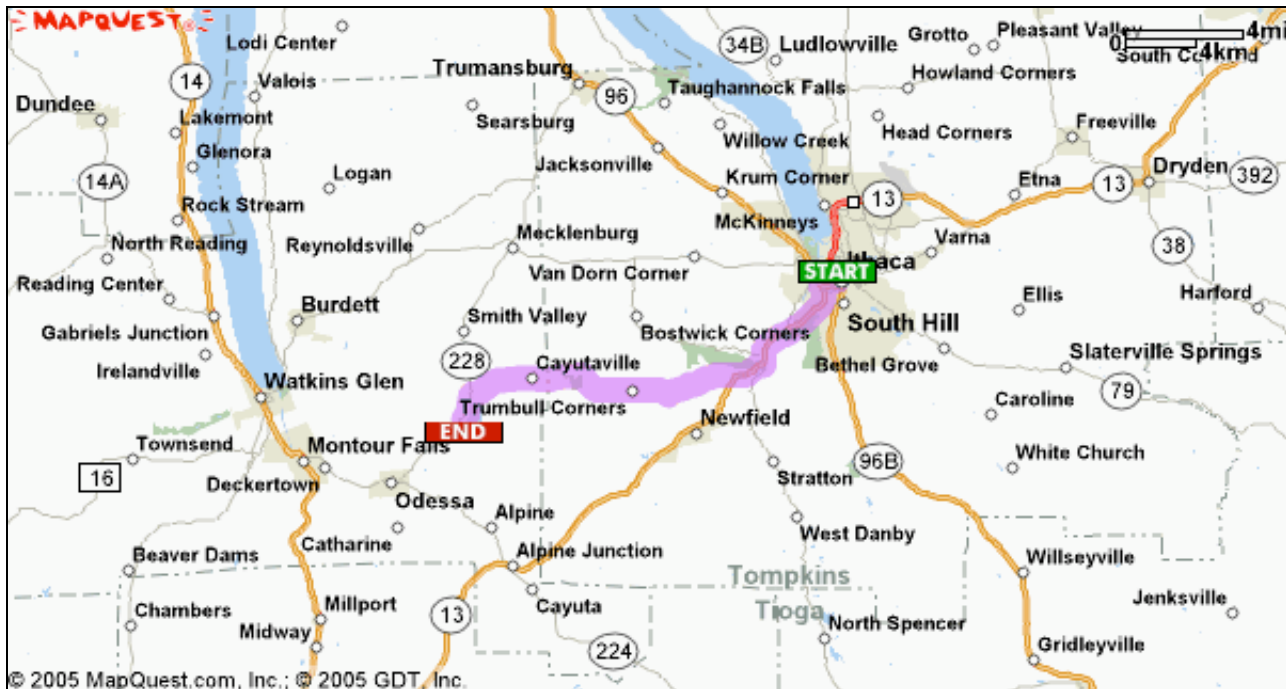 MAPQUEST
Lodi Center
14
Valois
Dundee
Lakemont
Glenora
14A
Logan
Rock Stream
North Reading
Reynoldsville
Reading Center
Burdett
Gabriels Junction
Irelandville
Watkins Glen
Townsend
16
Montour Falls
Deckertown
Odessa
Catharine
Beaver Dams
Chambers
Millport
Midway
Trumansburg
96
Searsburg
Jacksonville
Mecklenburg
Van Dorn Corner
Smith Valley
228
Cayutaville
Trumbull Corners
END
Alpine
Alpine Junction
13
Cayuta
224
34B
Ludlowville
Taughannock Falls
Willow Creek
Krum Corner
McKinneys
START
Ithaca
Bostwick Corners
South Hill
Bethel Grove
Newfield
Stratton
West Danby
Tompkins
Tioga
North Spencer
96B
Grotto
Pleasant Valley
0 4mi
4km
Howland Corners
Head Corners
Freeville
13
Etna
13
Dryden
392
Varna
38
Ellis
Harford
Slaterville Springs
79
Caroline
White Church
Willseyville
Jenksville
Gridleyville
© 2005 MapQuest.com, Inc.; © 2005 GDT, Inc.